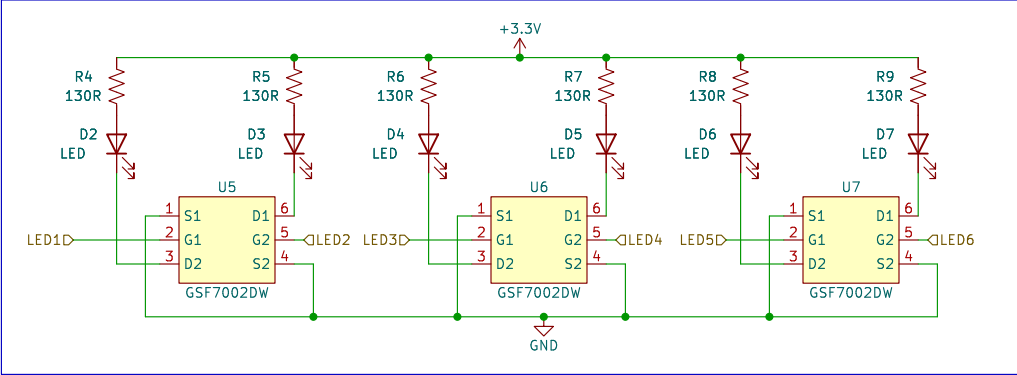 +3.3V
R4 R5 R6 R7 R8 R9
130R 130R 130R 130R 130R 130R
D2 D3 D4 D5 D6 D7
LED LED LED LED LED LED
U5 U6 U7
1 S1 D1 6 1 S1 D1 6 1 S1 D1 6
LED1 2 G1 G2 5 LED2 LED3 2 G1 G2 5 LED4 LED5 2 G1 G2 5 LED6
3 D2 S2 4 3 D2 S2 4 3 D2 S2 4
GSF7002DW GSF7002DW GSF7002DW
GND